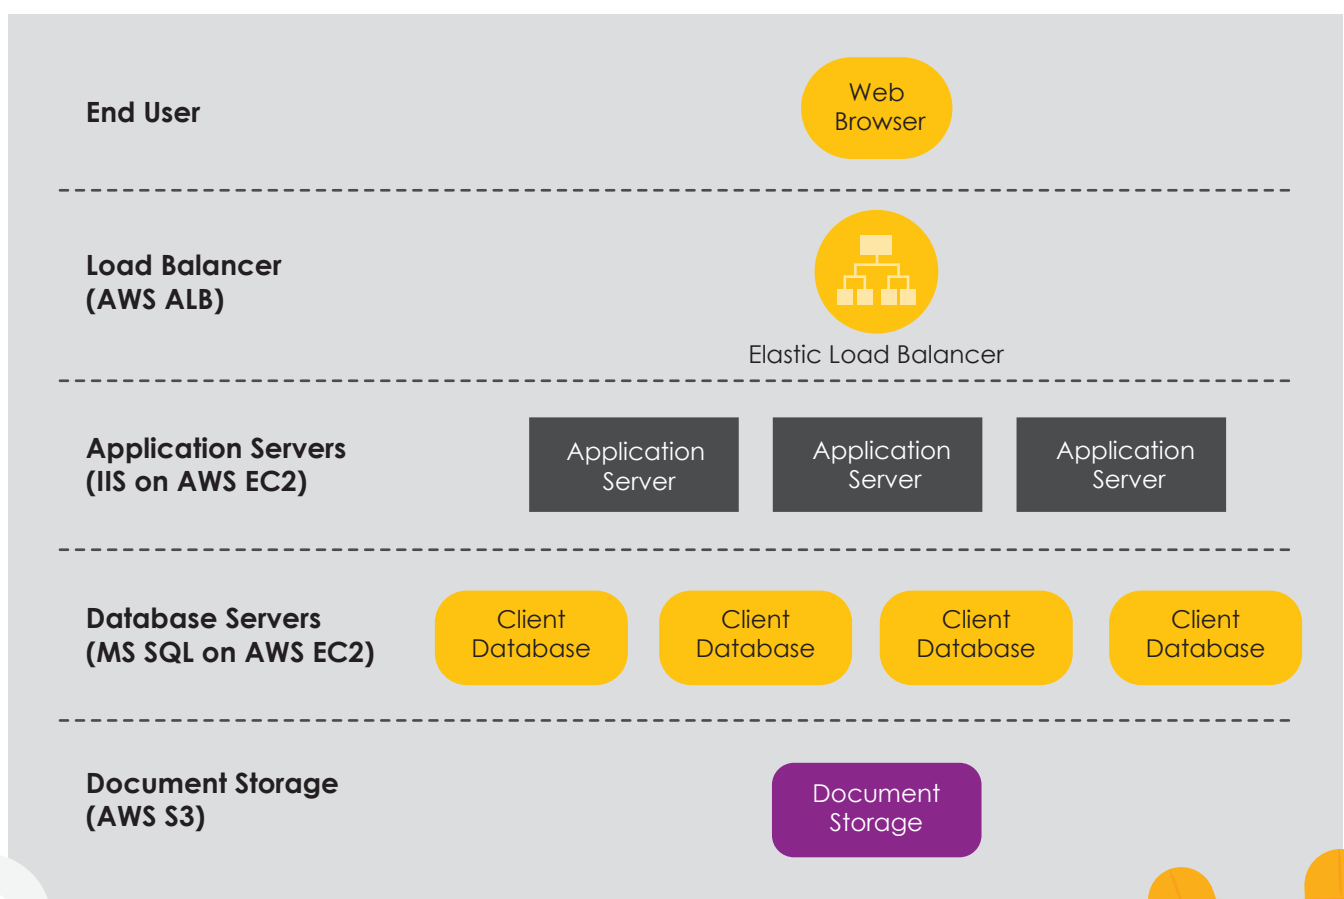 End User
Web
Browser
Load Balancer
(AWS ALB)
Elastic Load Balancer
Application Servers
(IIS on AWS EC2)
Application
Server
Application
Server
Application
Server
Database Servers
(MS SQL on AWS EC2)
Client
Database
Client
Database
Client
Database
Client
Database
Document Storage
(AWS S3)
Document
Storage